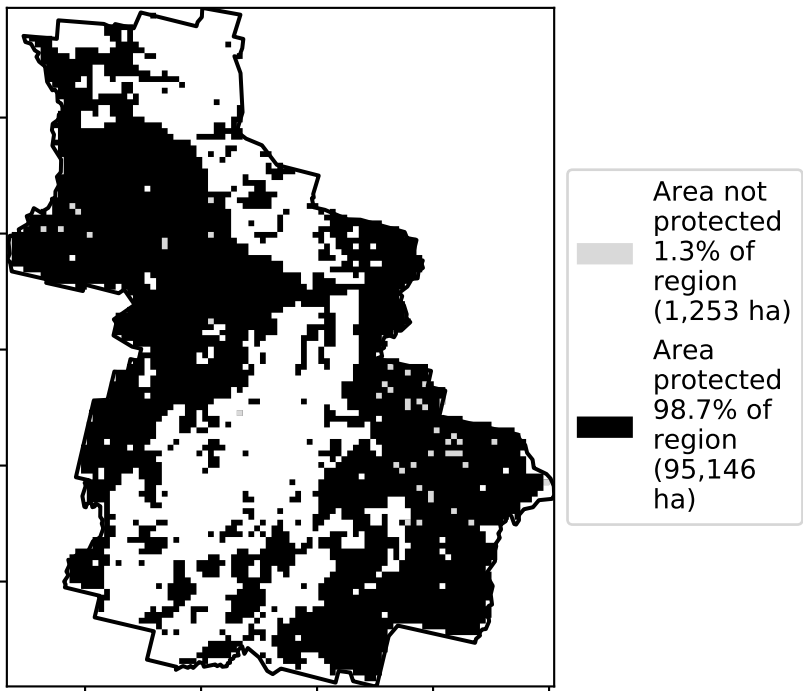 Area not
protected
1.3% of
region
(1,253 ha)
Area
protected
98.7% of
region
(95,146
ha)